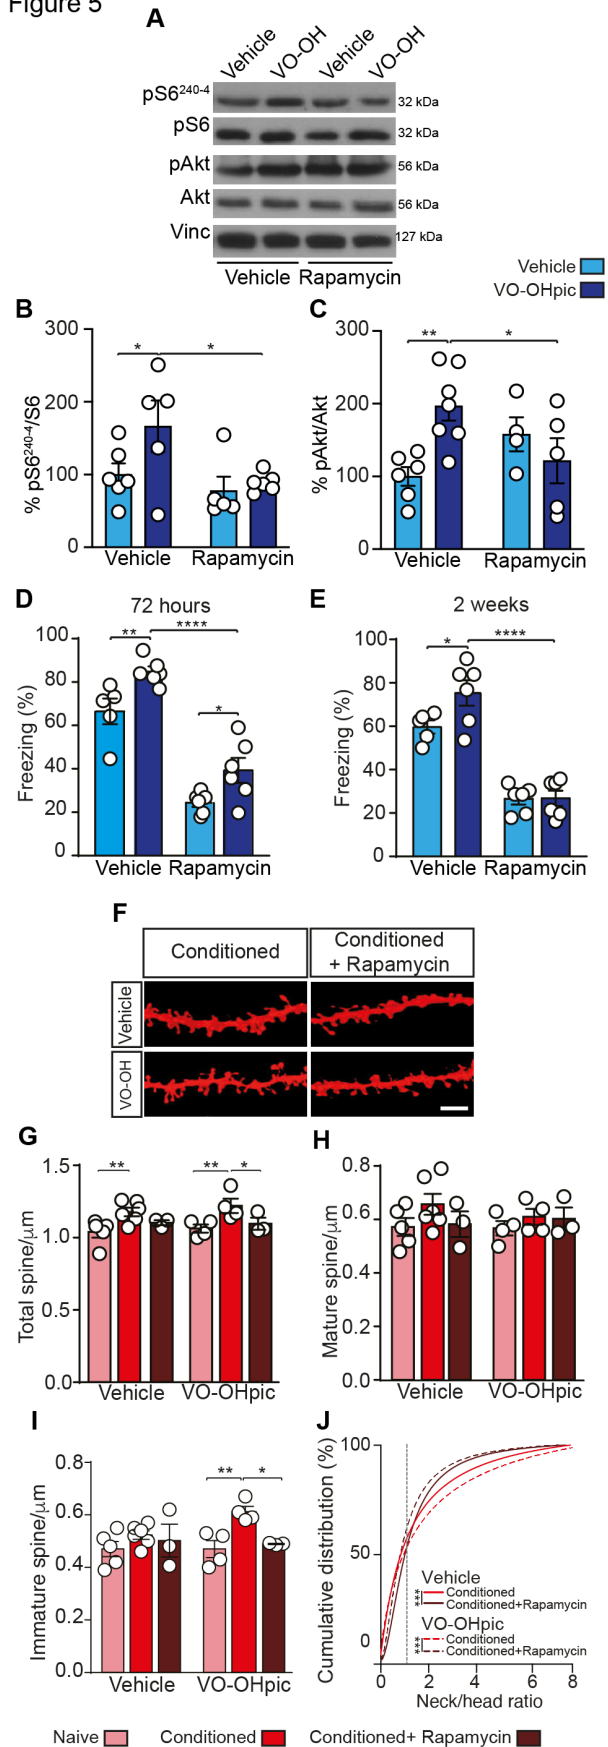 Figure 5
A
Vehicle VO-OH Vehicle VO-OH
pS6240-4 32 kDa
pS6 32 kDa
pAkt 56 kDa
Akt 56 kDa
Vinc 127 kDa
Vehicle Rapamycin
Vehicle
VO-OHpic
B
% pS6240-4/S6
300
200
100
0
* *
Vehicle Rapamycin
C
% pAkt/Akt
300
200
100
0
** *
Vehicle Rapamycin
D
72 hours
Freezing (%)
100
80
60
40
20
0
** ****
*
Vehicle Rapamycin
E
2 weeks
Freezing (%)
100
80
60
40
20
0
* ****
Vehicle Rapamycin
F
Conditioned
Conditioned
+ Rapamycin
Vehicle
VO-OH
G
Total spine/μm
1.5
1.0
0.5
0.0
** ** *
Vehicle VO-OHpic
H
Mature spine/μm
0.8
0.6
0.4
0.2
0.0
Vehicle VO-OHpic
I
Immature spine/μm
0.8
0.6
0.4
0.2
0.0
** *
Vehicle VO-OHpic
J
Cumulative distribution (%)
100
50
0
Vehicle
Conditioned
Conditioned+Rapamycin
***
VO-OHpic
Conditioned
Conditioned+Rapamycin
***
0 2 4 6 8
Neck/head ratio
Naive Conditioned Conditioned+ Rapamycin